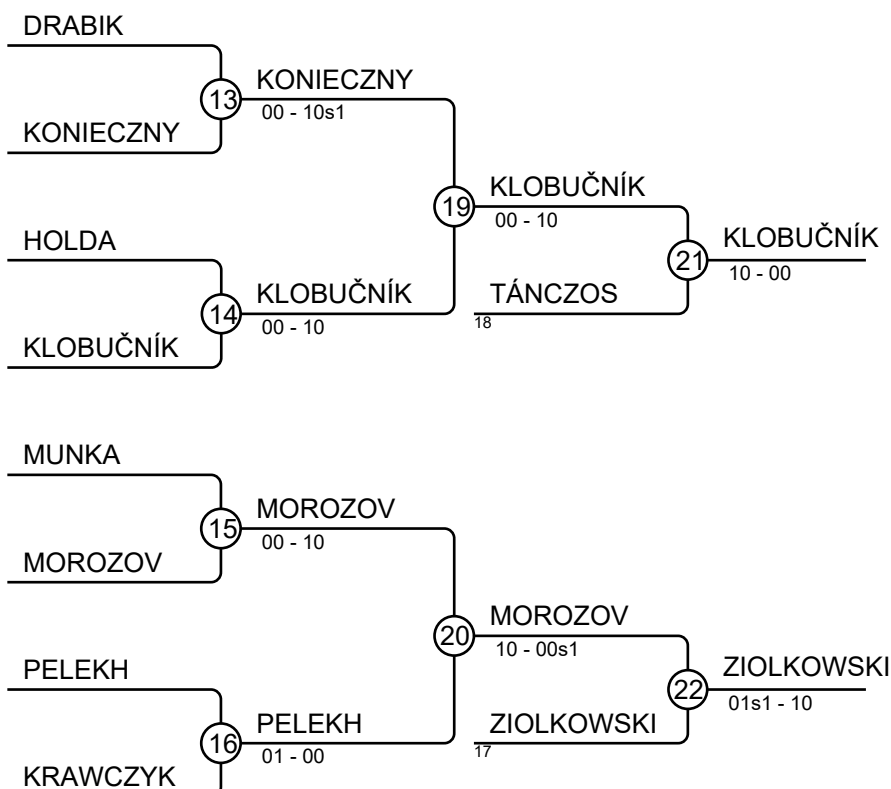 DRABIK
13
KONIECZNY
00 - 10s1
KONIECZNY
19
KLOBUČNÍK
00 - 10
HOLDA
21
KLOBUČNÍK
10 - 00
14
KLOBUČNÍK
00 - 10
TÁNCZOS
18
KLOBUČNÍK
MUNKA
15
MOROZOV
00 - 10
MOROZOV
20
MOROZOV
10 - 00s1
PELEKH
22
ZIOLKOWSKI
01s1 - 10
16
PELEKH
01 - 00
ZIOLKOWSKI
17
KRAWCZYK